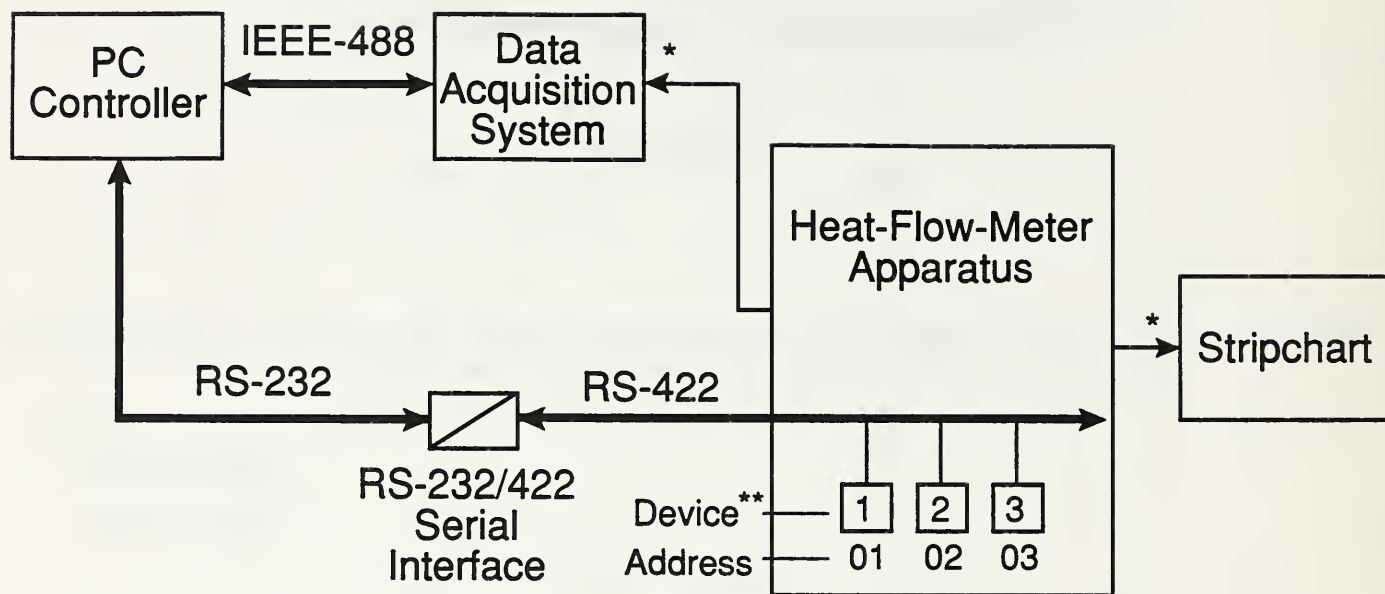 IEEE-488
PC
Controller
Data
Acquisition
System
*
Heat-Flow-Meter
Apparatus
*
Stripchart
RS-232
RS-422
RS-232/422
Serial
Interface
Device**
1 2 3
Address
01 02 03